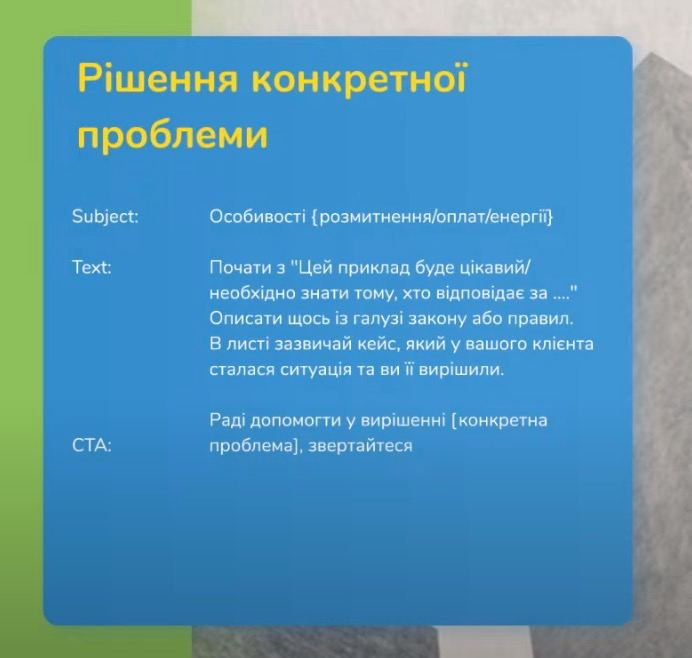 Рішення конкретної
проблеми
Subject: Особивості {розмитнення/оплат/енергії}
Text: Почати з "Цей приклад буде цікавий/
необхідно знати тому, хто відповідає за ...."
Описати щось із галузі закону або правил.
В листі зазвичай кейс, який у вашого клієнта
сталася ситуація та ви її вирішили.
Раді допомогти у вирішенні [конкретна
CTA: проблема], звертайтеся